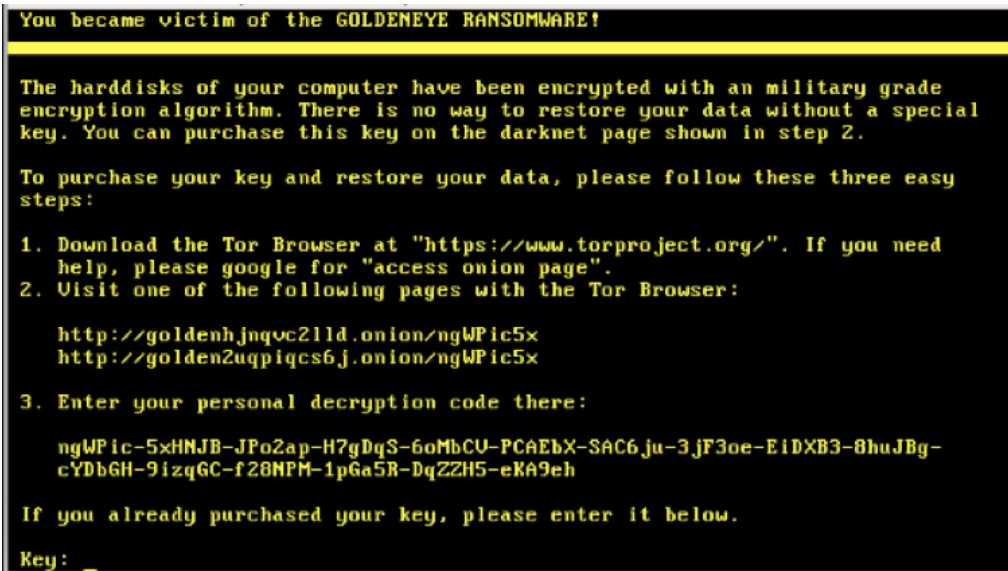 You became victim of the GOLDENEYE RANSOMWARE!
The harddisks of your computer have been encrypted with an military grade
encryption algorithm. There is no way to restore your data without a special
key. You can purchase this key on the darknet page shown in step 2.
To purchase your key and restore your data, please follow these three easy
steps:
1. Download the Tor Browser at "https://www.torproject.org/". If you need
help, please google for "access onion page".
2. Visit one of the following pages with the Tor Browser:
http://goldenhjnqvc2lld.onion/ngWPic5x
http://golden2uqpiqcs6j.onion/ngWPic5x
3. Enter your personal decryption code there:
ngWPic-5xHNJB-JPo2ap-H7gDqS-6oMbCV-PCAEbX-SAC6ju-3jF3oe-EiDXB3-8huJBg-
cYDbGH-9izqGC-f28NPM-1pGa5R-DqZZH5-eKA9eh
If you already purchased your key, please enter it below.
Key: _